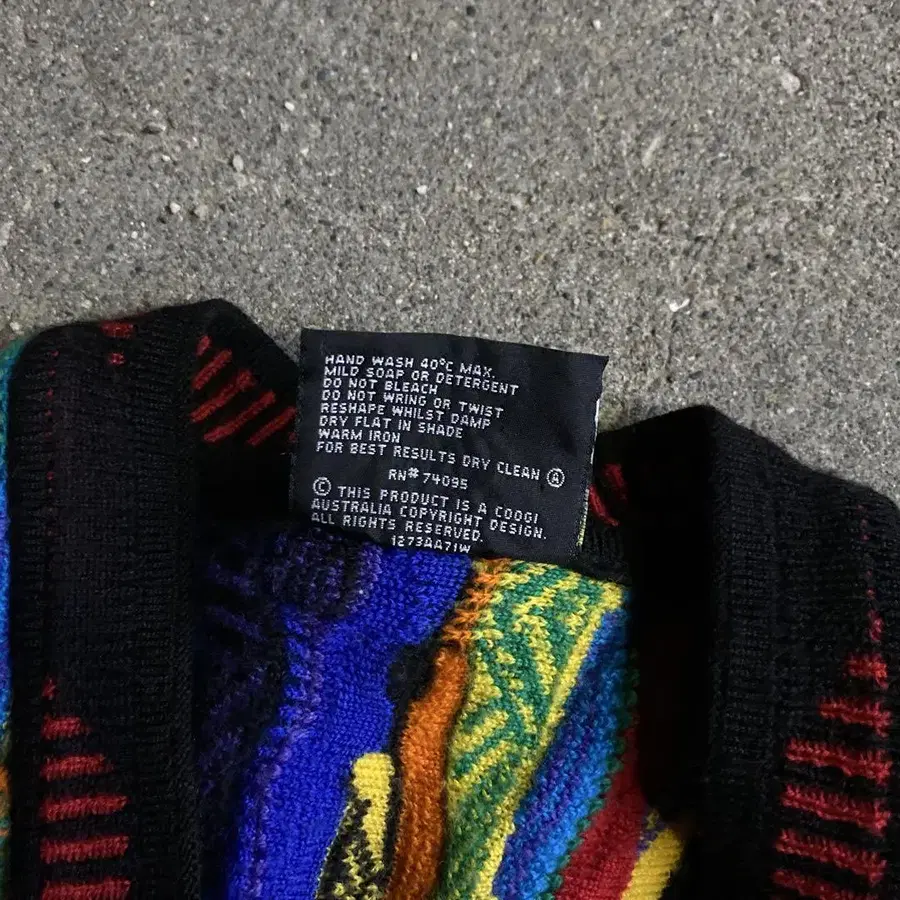 HAND WASH 40°C MAX.
MILD SOAP OR DETERGENT
DO NOT BLEACH
DO NOT WRING OR TWIST
RESHAPE WHILST DAMP
DRY FLAT IN SHADE
WARM IRON
FOR BEST RESULTS DRY CLEAN Ⓐ
RN# 74095
© THIS PRODUCT IS A COOGI
AUSTRALIA COPYRIGHT DESIGN.
ALL RIGHTS RESERVED.
1273AA71W